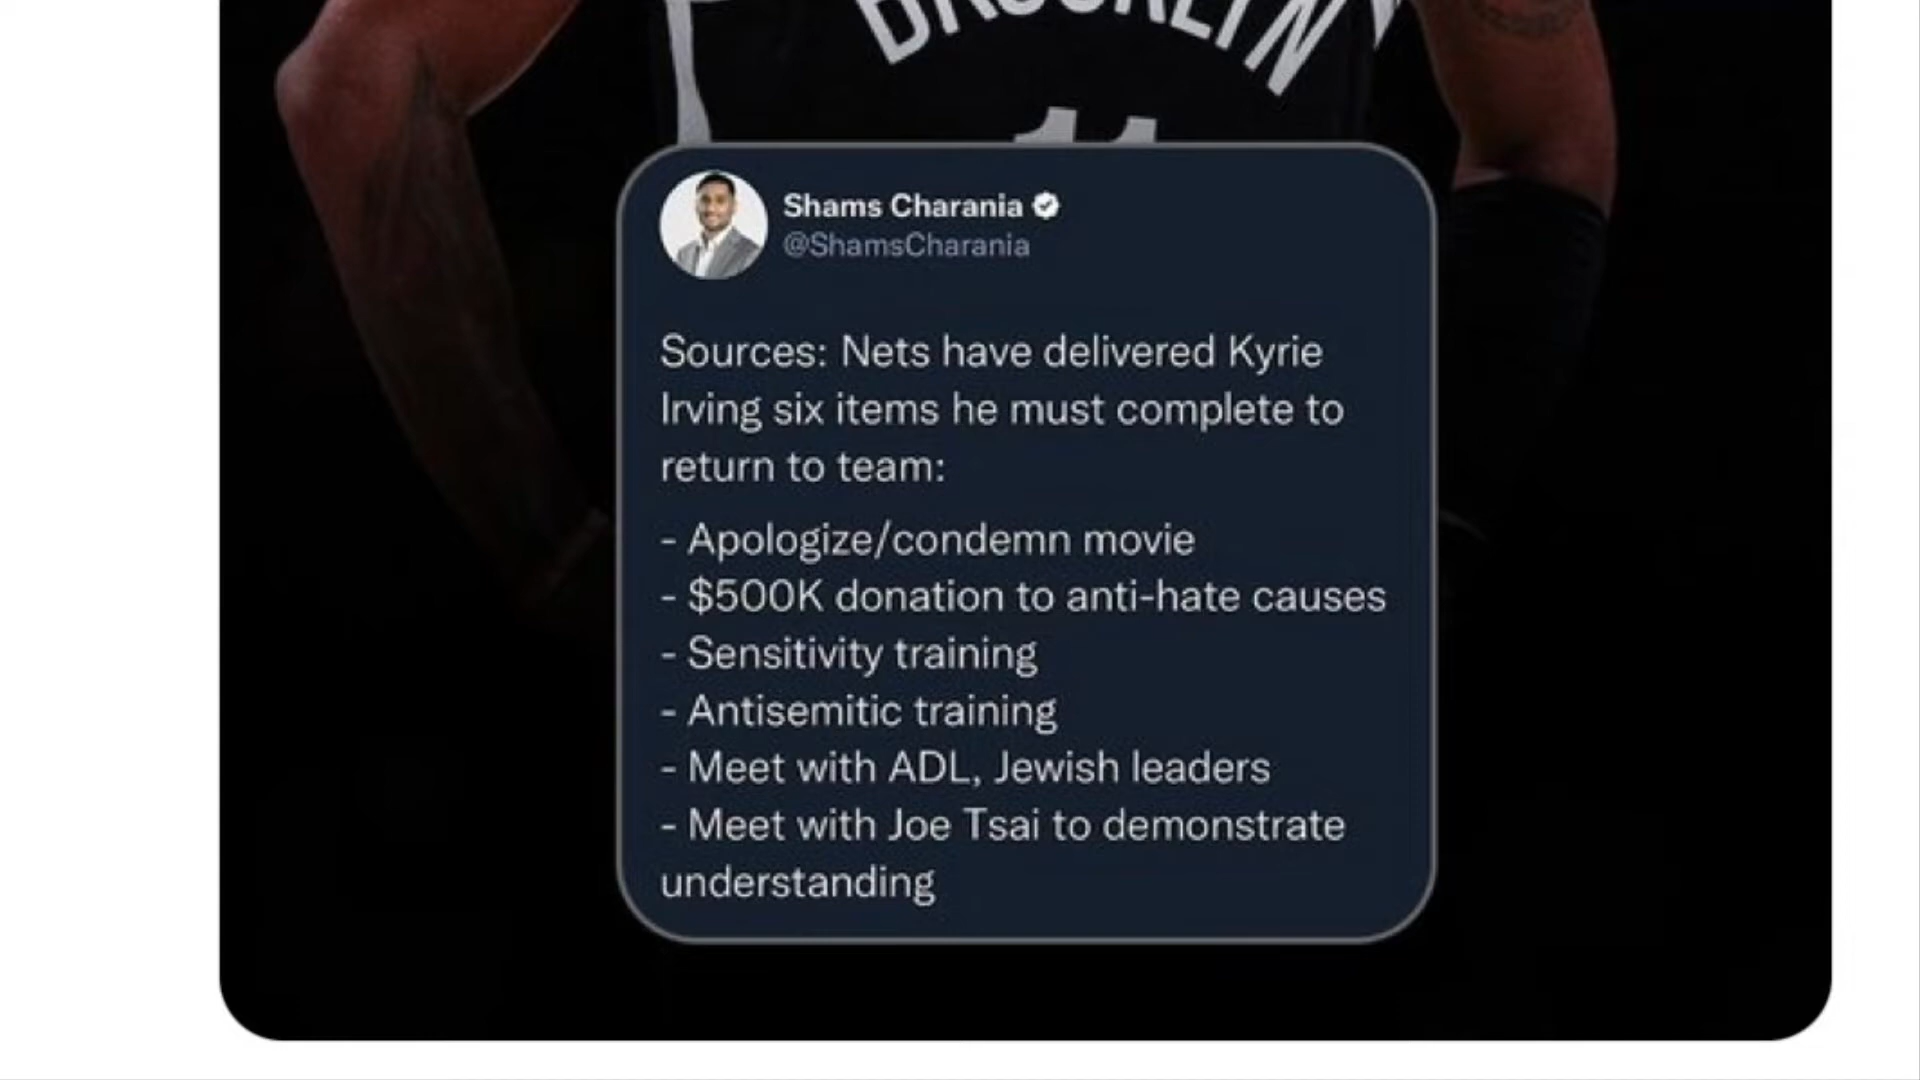 BROOKLYN
11
Shams Charania
@ShamsCharania
Sources: Nets have delivered Kyrie
Irving six items he must complete to
return to team:
- Apologize/condemn movie
- $500K donation to anti-hate causes
- Sensitivity training
- Antisemitic training
- Meet with ADL, Jewish leaders
- Meet with Joe Tsai to demonstrate
understanding